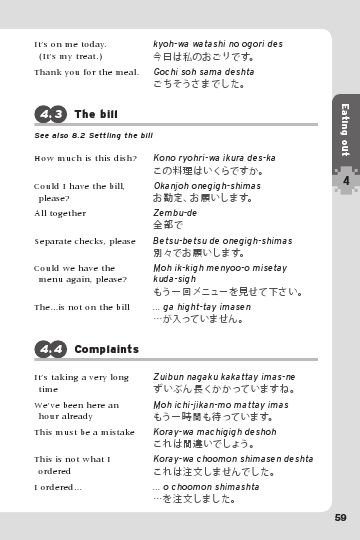 It's on me today. kyoh-wa watashi no ogori des
(It's my treat.) 今日は私のおごりです。
Thank you for the meal. Gochi soh sama deshta
ごちそうさまでした。
4.3 The bill
See also 8.2 Settling the bill
How much is this dish? Kono ryohri-wa ikura des-ka
この料理はいくらですか。
Could I have the bill, Okanjoh onegigh-shimas
please? お勘定、お願いします。
All together Zembu-de
全部で
Separate checks, please Betsu-betsu de onegigh-shimas
別々でお願いします。
Could we have the Moh ik-kigh menyoo-o misetay
menu again, please? kuda-sigh
もう一回メニューを見せて下さい。
The...is not on the bill ... ga hight-tay imasen
…が入っていません。
4.4 Complaints
It's taking a very long Zuibun nagaku kakattay imas-ne
time ずいぶん長くかかっていますね。
We've been here an Moh ichi-jikan-mo mattay imas
hour already もう一時間も待っています。
This must be a mistake Koray-wa machigigh deshoh
これは間違いでしょう。
This is not what I Koray-wa choomon shimasen deshta
ordered これは注文しませんでした。
I ordered... ... o choomon shimashta
…を注文しました。
Eating out
4
59